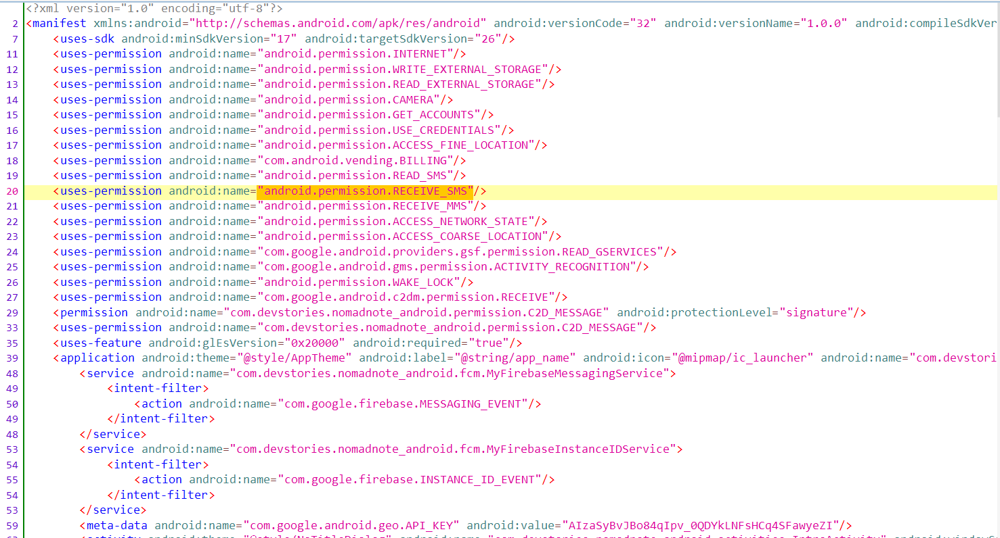 <?xml version="1.0" encoding="utf-8"?>
2 <manifest xmlns:android="http://schemas.android.com/apk/res/android" android:versionCode="32" android:versionName="1.0.0" android:compileSdkVer
7 <uses-sdk android:minSdkVersion="17" android:targetSdkVersion="26"/>
11 <uses-permission android:name="android.permission.INTERNET"/>
12 <uses-permission android:name="android.permission.WRITE_EXTERNAL_STORAGE"/>
13 <uses-permission android:name="android.permission.READ_EXTERNAL_STORAGE"/>
14 <uses-permission android:name="android.permission.CAMERA"/>
15 <uses-permission android:name="android.permission.GET_ACCOUNTS"/>
16 <uses-permission android:name="android.permission.USE_CREDENTIALS"/>
17 <uses-permission android:name="android.permission.ACCESS_FINE_LOCATION"/>
18 <uses-permission android:name="com.android.vending.BILLING"/>
19 <uses-permission android:name="android.permission.READ_SMS"/>
20 <uses-permission android:name="android.permission.RECEIVE_SMS"/>
21 <uses-permission android:name="android.permission.RECEIVE_MMS"/>
22 <uses-permission android:name="android.permission.ACCESS_NETWORK_STATE"/>
23 <uses-permission android:name="android.permission.ACCESS_COARSE_LOCATION"/>
24 <uses-permission android:name="com.google.android.providers.gsf.permission.READ_GSERVICES"/>
25 <uses-permission android:name="com.google.android.gms.permission.ACTIVITY_RECOGNITION"/>
26 <uses-permission android:name="android.permission.WAKE_LOCK"/>
27 <uses-permission android:name="com.google.android.c2dm.permission.RECEIVE"/>
29 <permission android:name="com.devstories.nomadnote_android.permission.C2D_MESSAGE" android:protectionLevel="signature"/>
33 <uses-permission android:name="com.devstories.nomadnote_android.permission.C2D_MESSAGE"/>
35 <uses-feature android:glEsVersion="0x20000" android:required="true"/>
39 <application android:theme="@style/AppTheme" android:label="@string/app_name" android:icon="@mipmap/ic_launcher" android:name="com.devstori
48 <service android:name="com.devstories.nomadnote_android.fcm.MyFirebaseMessagingService">
49 <intent-filter>
50 <action android:name="com.google.firebase.MESSAGING_EVENT"/>
49 </intent-filter>
48 </service>
53 <service android:name="com.devstories.nomadnote_android.fcm.MyFirebaseInstanceIDService">
54 <intent-filter>
55 <action android:name="com.google.firebase.INSTANCE_ID_EVENT"/>
54 </intent-filter>
53 </service>
59 <meta-data android:name="com.google.android.geo.API_KEY" android:value="AIzaSyBvJBo84qIpv_0QDYkLNFsHCq4SFawyeZI"/>